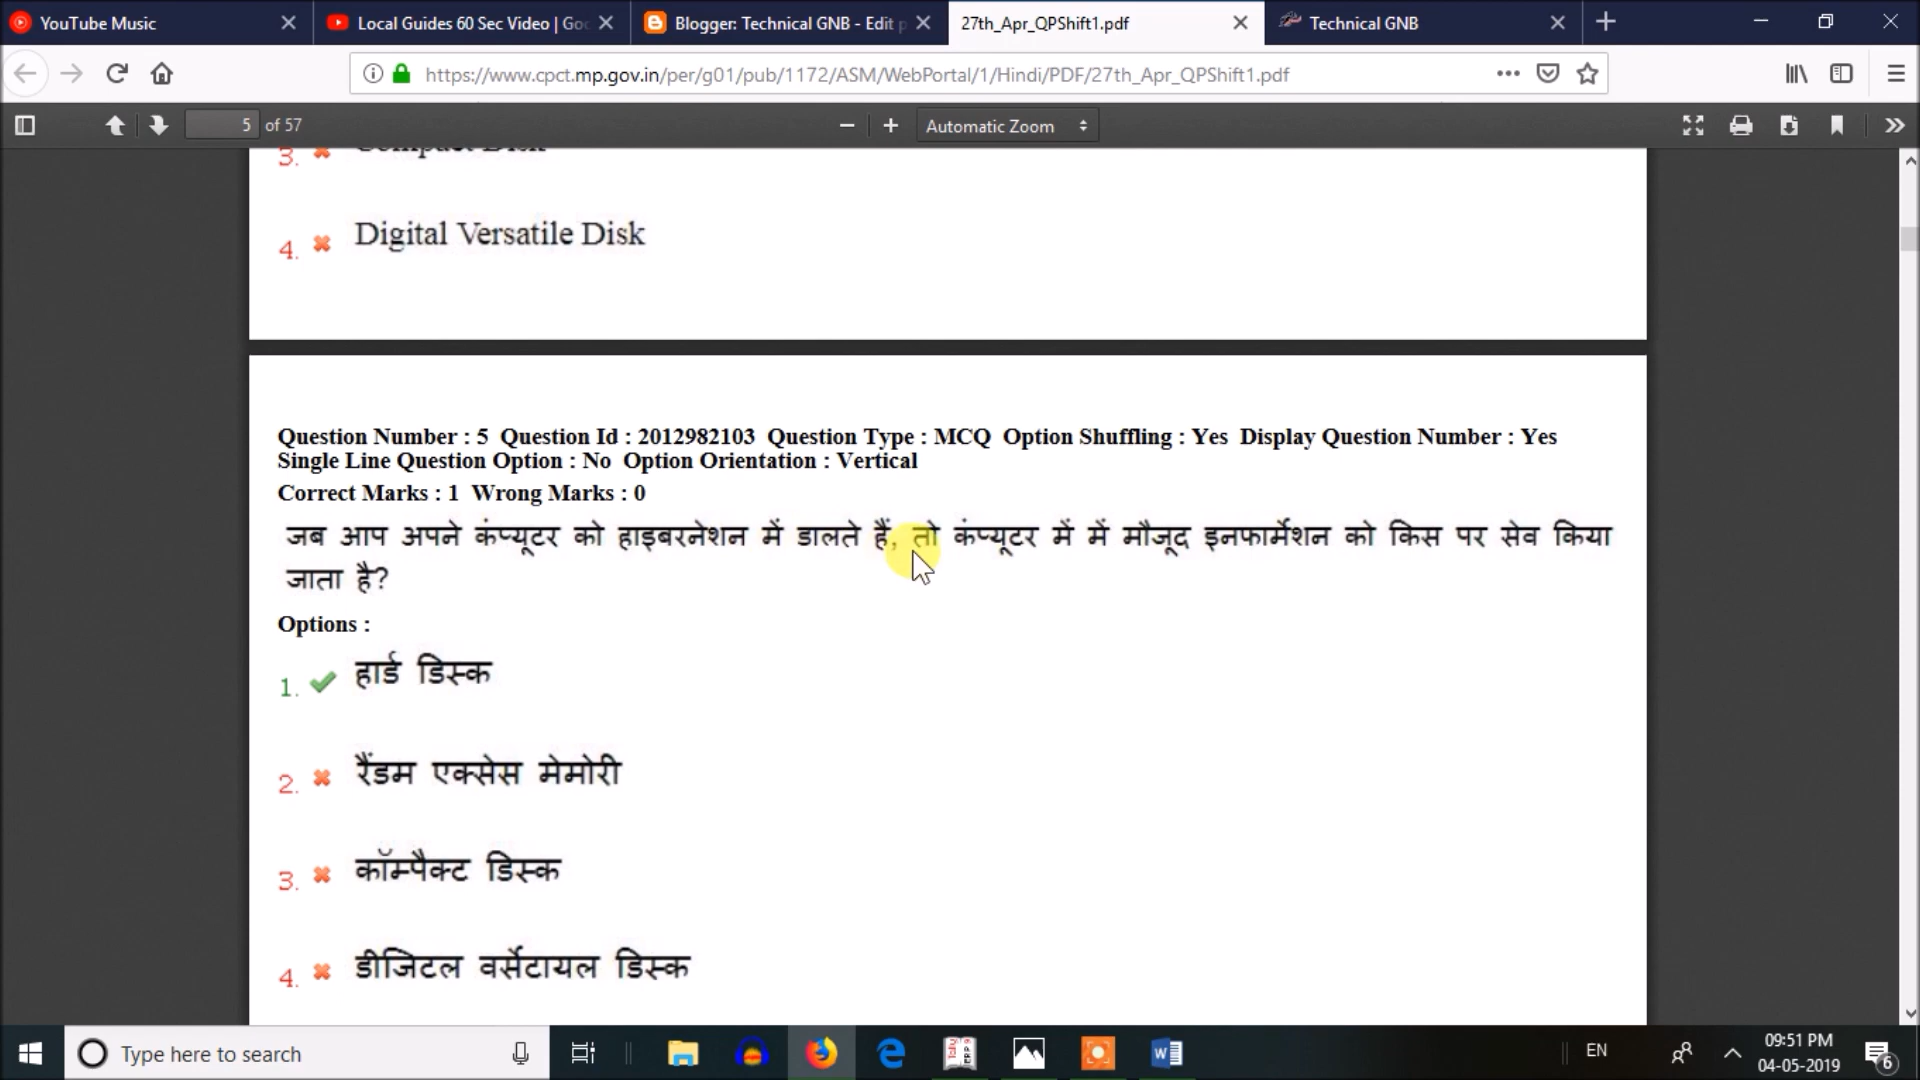 YouTube Music
Local Guides 60 Sec Video | Goo
Blogger: Technical GNB - Edit p
27th_Apr_QPShift1.pdf
Technical GNB
https://www.cpct.mp.gov.in/per/g01/pub/1172/ASM/WebPortal/1/Hindi/PDF/27th_Apr_QPShift1.pdf
5 of 57
Automatic Zoom
3. Compact Disk
4. Digital Versatile Disk
Question Number : 5 Question Id : 2012982103 Question Type : MCQ Option Shuffling : Yes Display Question Number : Yes
Single Line Question Option : No Option Orientation : Vertical
Correct Marks : 1 Wrong Marks : 0
जब आप अपने कंप्यूटर को हाइबरनेशन में डालते हैं, तो कंप्यूटर में में मौजूद इनफार्मेशन को किस पर सेव किया
जाता है?
Options :
1. हार्ड डिस्क
2. रैंडम एक्सेस मेमोरी
3. कॉम्पैक्ट डिस्क
4. डीजिटल वर्सेटायल डिस्क
Type here to search
EN
09:51 PM
04-05-2019
6